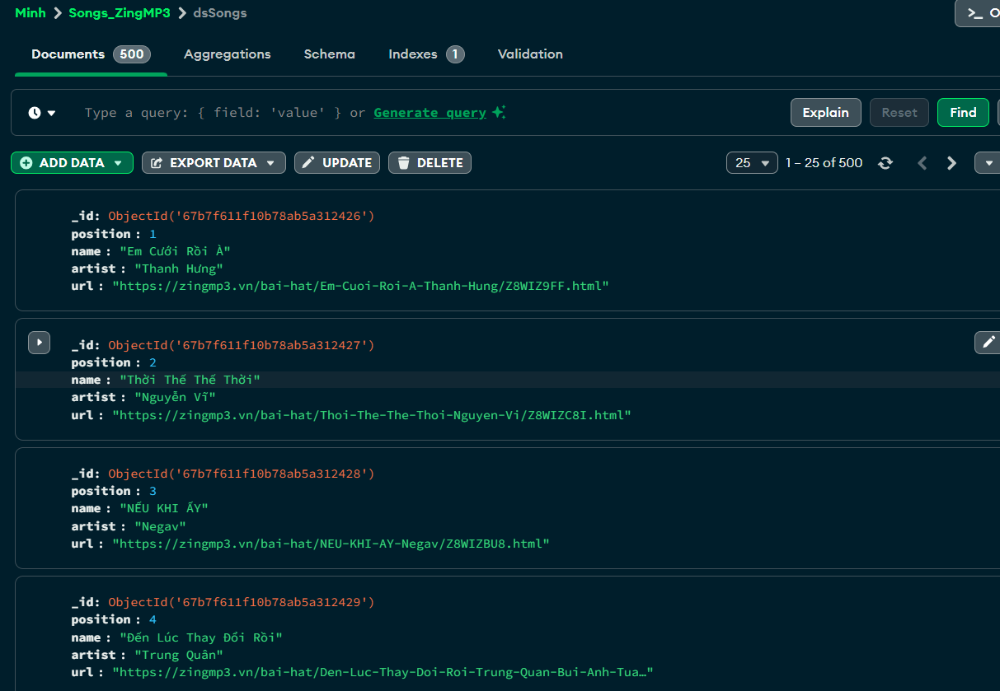 Minh > Songs_ZingMP3 > dsSongs
>_ O
Documents 500 Aggregations Schema Indexes 1 Validation
Type a query: { field: 'value' } or Generate query
Explain Reset Find
ADD DATA EXPORT DATA UPDATE DELETE 25 1 – 25 of 500
_id: ObjectId('67b7f611f10b78ab5a312426')
position : 1
name : "Em Cưới Rồi À"
artist : "Thanh Hưng"
url : "https://zingmp3.vn/bai-hat/Em-Cuoi-Roi-A-Thanh-Hung/Z8WIZ9FF.html"
_id: ObjectId('67b7f611f10b78ab5a312427')
position : 2
name : "Thời Thế Thế Thời"
artist : "Nguyễn Vĩ"
url : "https://zingmp3.vn/bai-hat/Thoi-The-The-Thoi-Nguyen-Vi/Z8WIZC8I.html"
_id: ObjectId('67b7f611f10b78ab5a312428')
position : 3
name : "NẾU KHI ẤY"
artist : "Negav"
url : "https://zingmp3.vn/bai-hat/NEU-KHI-AY-Negav/Z8WIZBU8.html"
_id: ObjectId('67b7f611f10b78ab5a312429')
position : 4
name : "Đến Lúc Thay Đổi Rồi"
artist : "Trung Quân"
url : "https://zingmp3.vn/bai-hat/Den-Luc-Thay-Doi-Roi-Trung-Quan-Bui-Anh-Tua…"